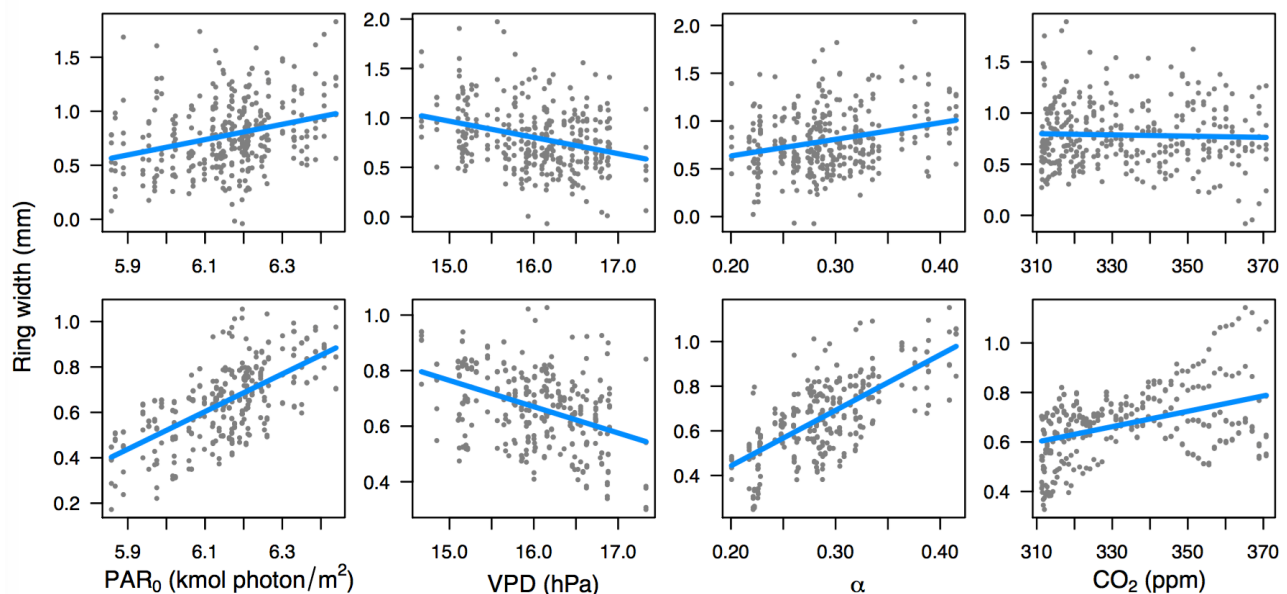 0.0 0.5 1.0 1.5
5.9 6.1 6.3
0.0 0.5 1.0 1.5 2.0
15.0 16.0 17.0
0.0 0.5 1.0 1.5 2.0
0.20 0.30 0.40
0.0 0.5 1.0 1.5
310 330 350 370
Ring width (mm)
0.2 0.4 0.6 0.8 1.0
5.9 6.1 6.3
PAR₀ (kmol photon/m²)
0.4 0.6 0.8 1.0
15.0 16.0 17.0
VPD (hPa)
0.4 0.6 0.8 1.0
0.20 0.30 0.40
α
0.4 0.6 0.8 1.0
310 330 350 370
CO₂ (ppm)